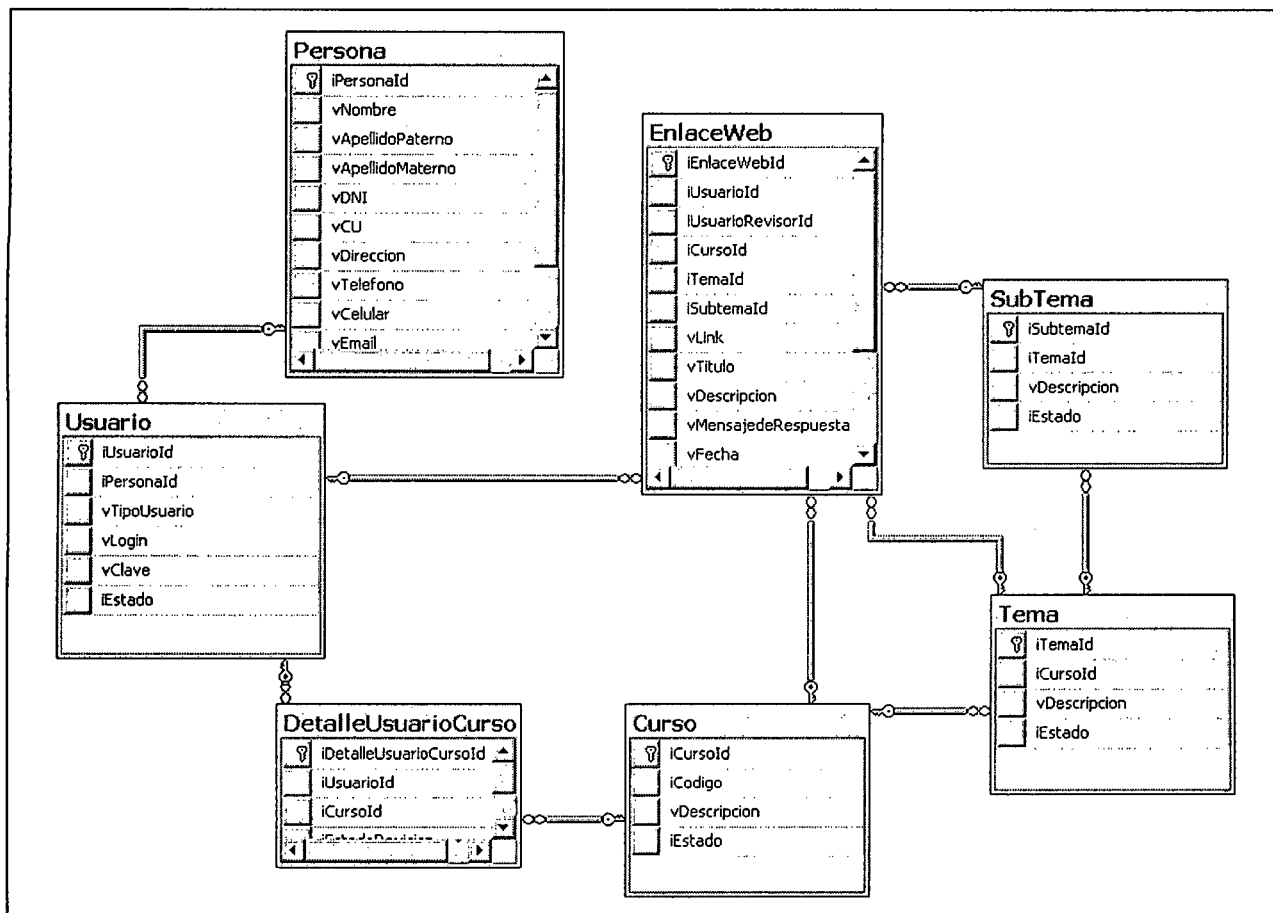 Persona
iPersonaId
vNombre
vApellidoPaterno
vApellidoMaterno
vDNI
vCU
vDireccion
vTelefono
vCelular
vEmail
EnlaceWeb
iEnlaceWebId
iUsuarioId
iUsuarioRevisorId
iCursoId
iTemaId
iSubtemaId
vLink
vTitulo
vDescripcion
vMensajedeRespuesta
vFecha
SubTema
iSubtemaId
iTemaId
vDescripcion
iEstado
Usuario
iUsuarioId
iPersonaId
vTipoUsuario
vLogin
vClave
iEstado
Tema
iTemaId
iCursoId
vDescripcion
iEstado
DetalleUsuarioCurso
iDetalleUsuarioCursoId
iUsuarioId
iCursoId
Curso
iCursoId
iCodigo
vDescripcion
iEstado